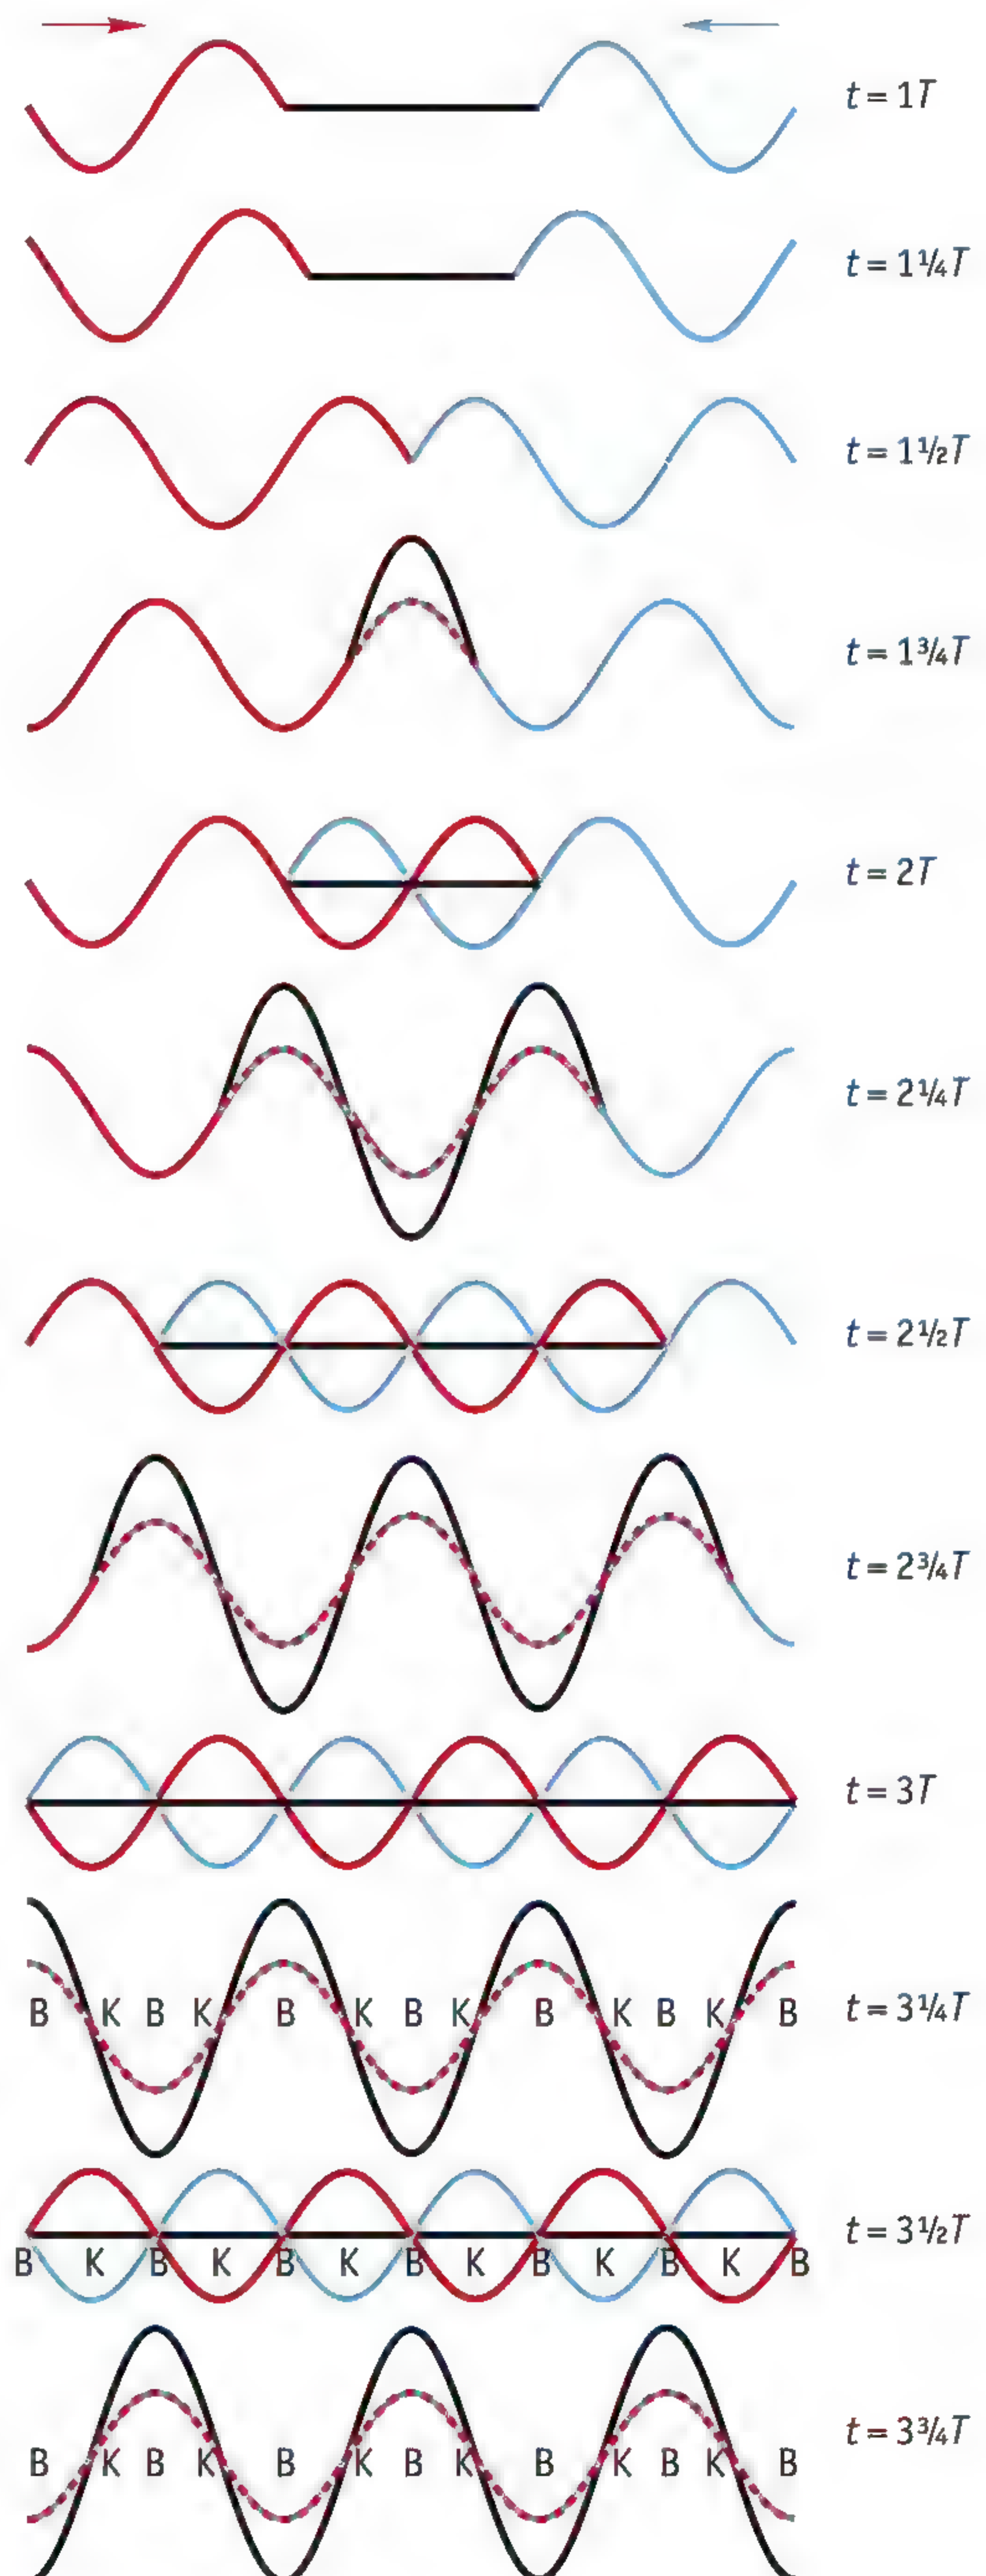 t = 1T
t = 1¼T
t = 1½T
t = 1¾T
t = 2T
t = 2¼T
t = 2½T
t = 2¾T
t = 3T
B K B K B K B K B K B K B t = 3¼T
t = 3½T
B K B K B K B K B K B K B
t = 3¾T
B K B K B K B K B K B K B